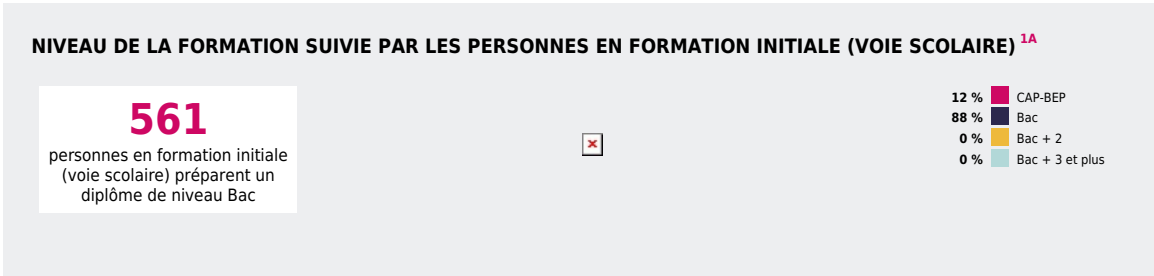 NIVEAU DE LA FORMATION SUIVIE PAR LES PERSONNES EN FORMATION INITIALE (VOIE SCOLAIRE) 1A
561
personnes en formation initiale
(voie scolaire) préparent un
diplôme de niveau Bac
12 % CAP-BEP
88 % Bac
0 % Bac + 2
0 % Bac + 3 et plus